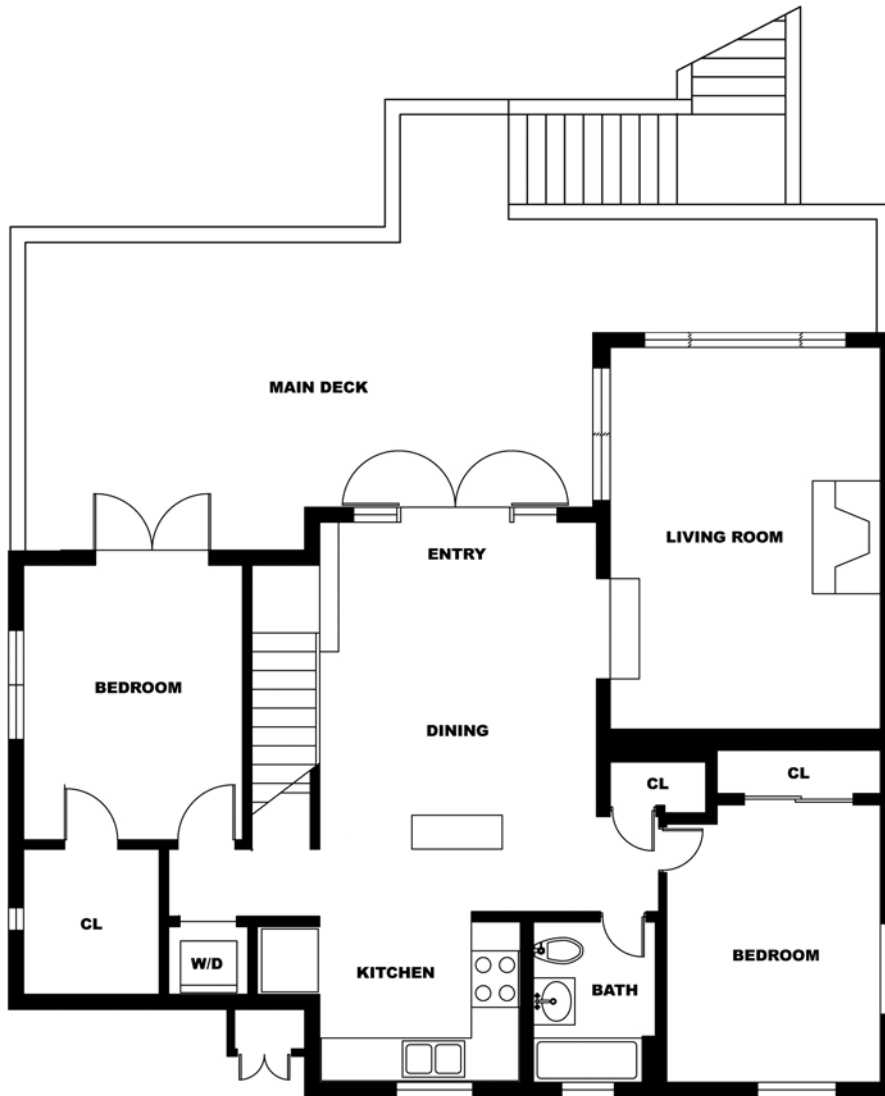 MAIN DECK
ENTRY
LIVING ROOM
BEDROOM
DINING
CL
CL
CL
W/D
KITCHEN
BATH
BEDROOM